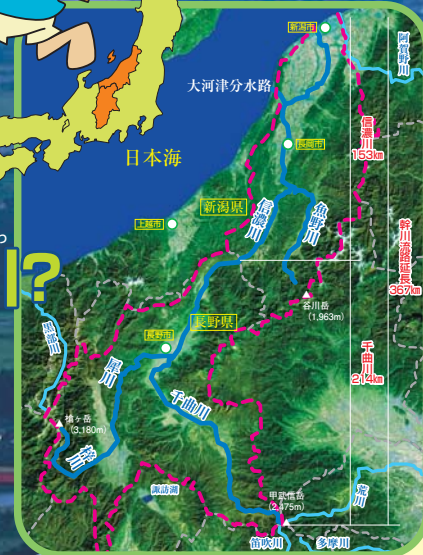 新潟市
阿賀野川
大河津分水路
信濃川
153km
長岡市
日本海
新潟県
信濃川
魚野川
上越市
幹川流路延長
367km
?
谷川岳
(1,963m)
黒部川
長野県
長野市
千曲川
214km
犀川
千曲川
槍ヶ岳
(3,180m)
梓川
諏訪湖
甲武信岳
(2,475m)
荒川
笛吹川
多摩川